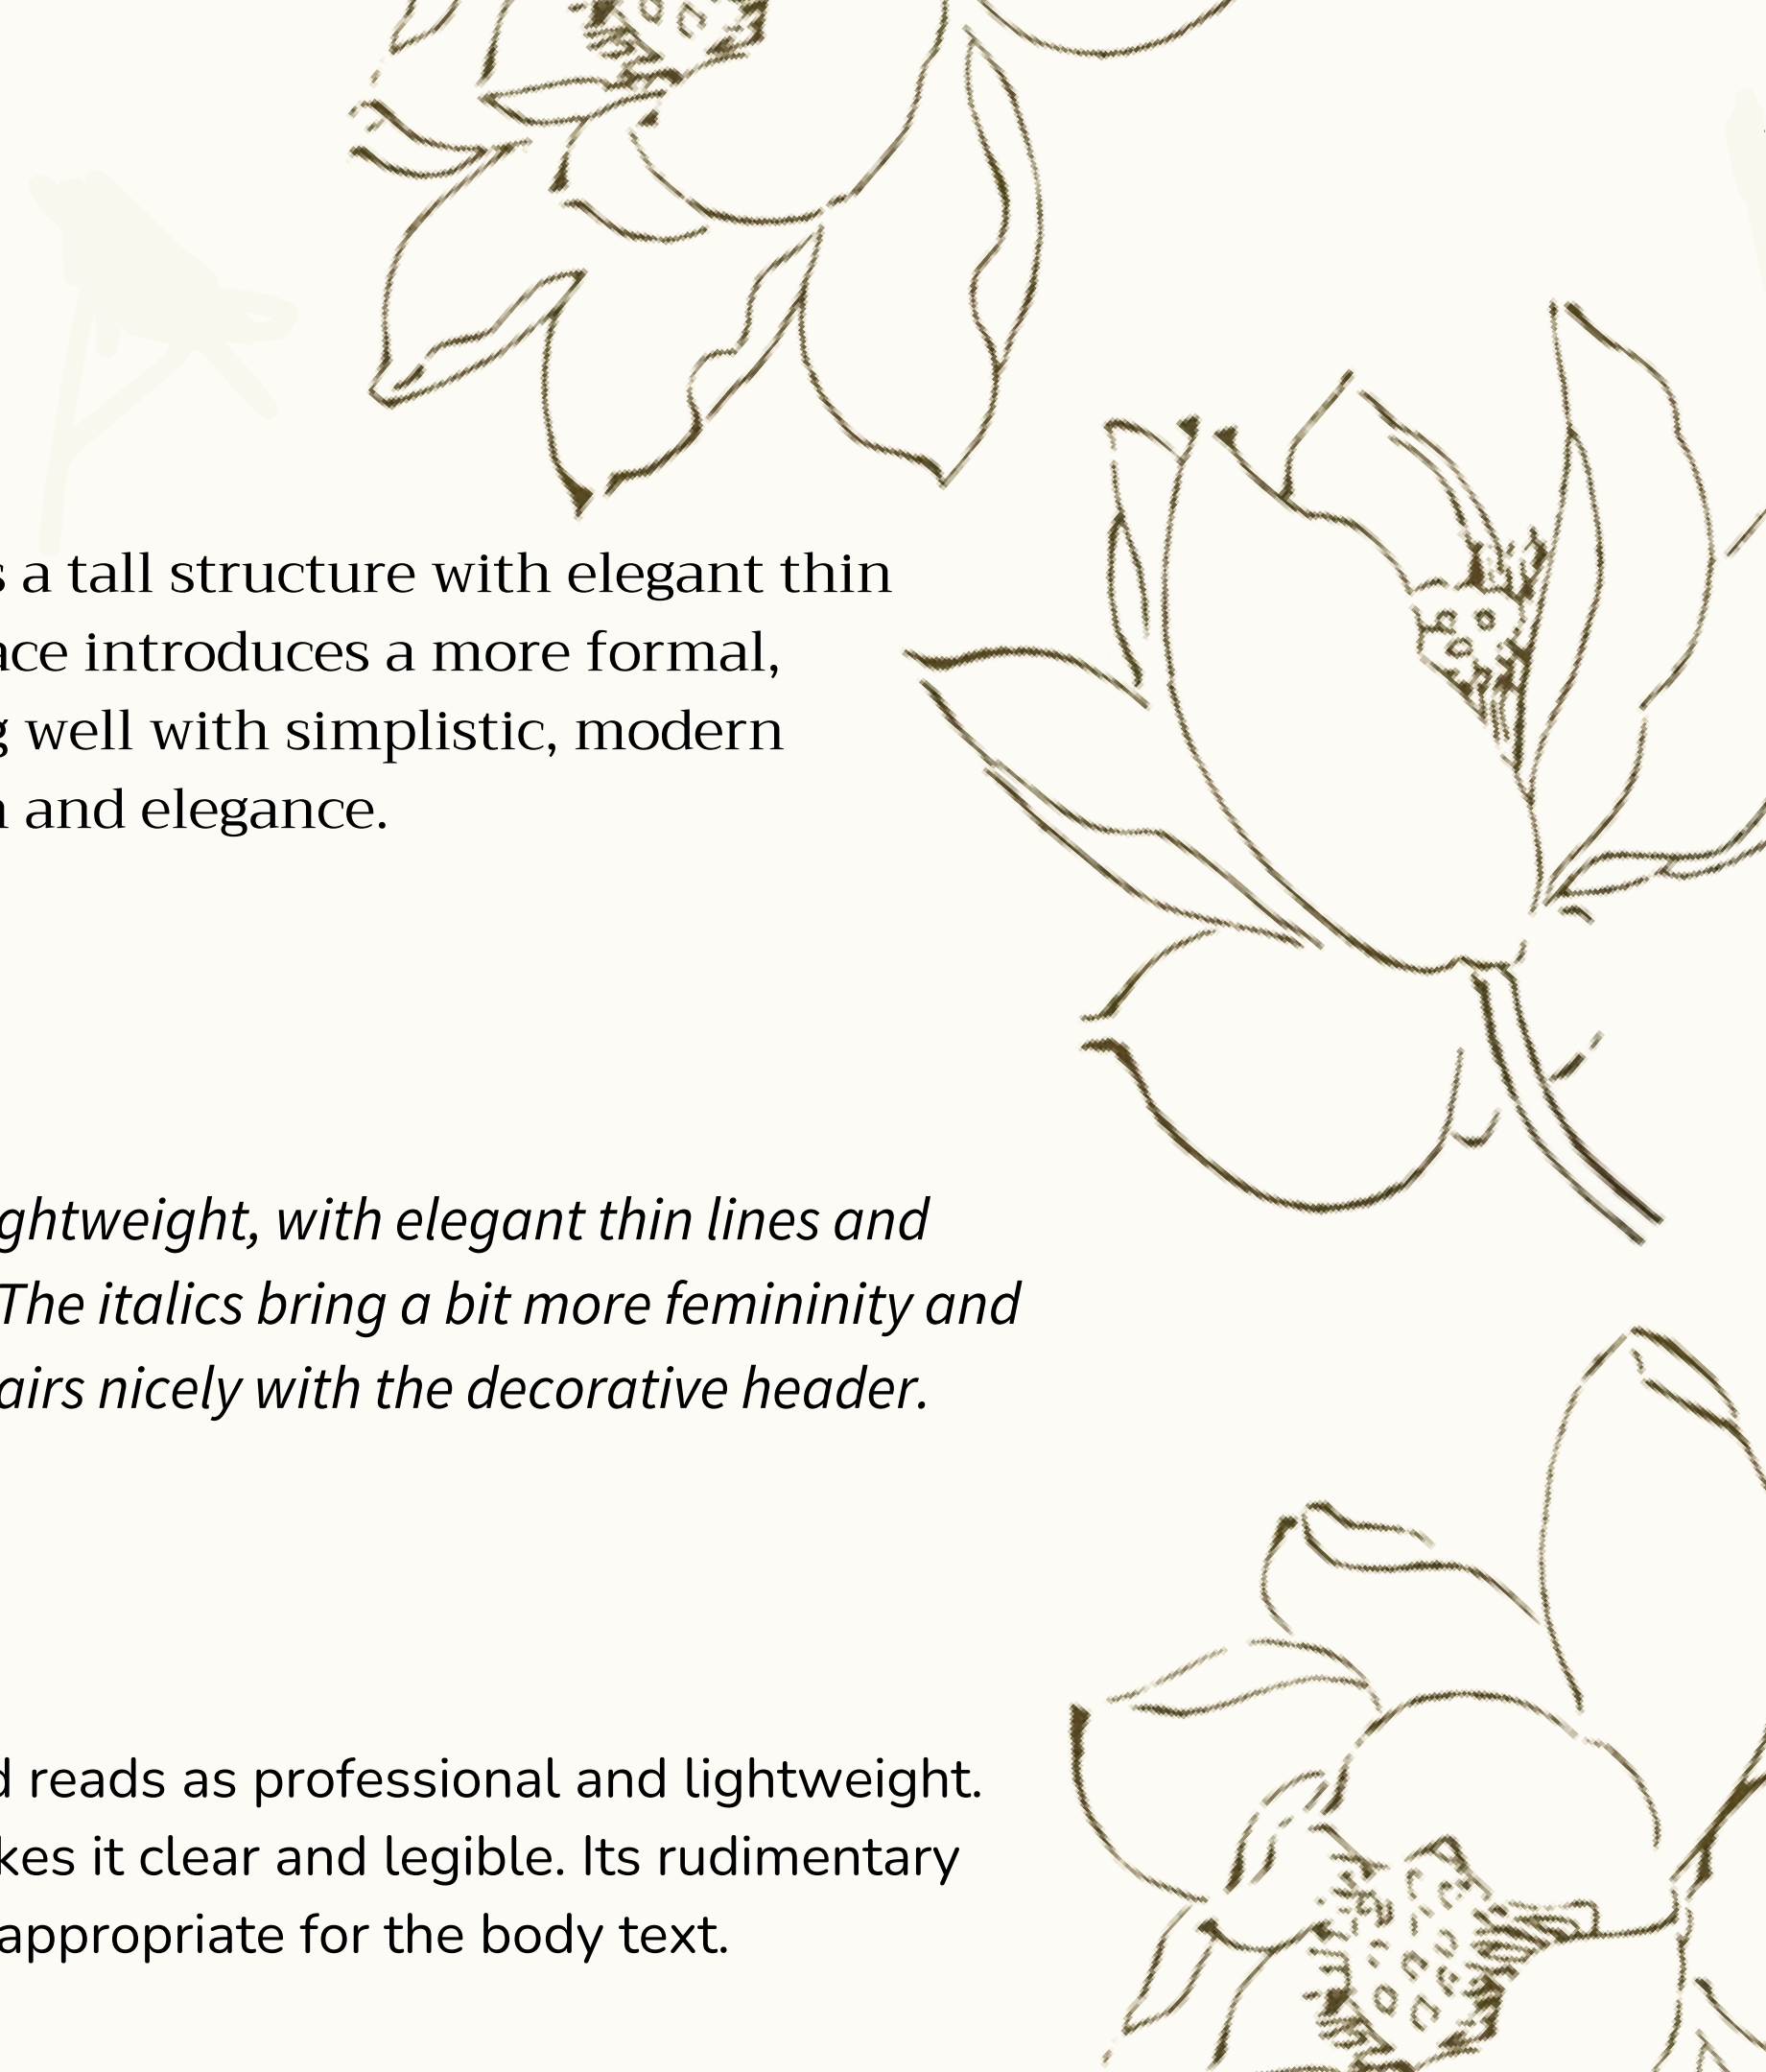 s a tall structure with elegant thin
ace introduces a more formal,
g well with simplistic, modern
and elegance.
ghtweight, with elegant thin lines and
The italics bring a bit more femininity and
airs nicely with the decorative header.
d reads as professional and lightweight.
kes it clear and legible. Its rudimentary
appropriate for the body text.